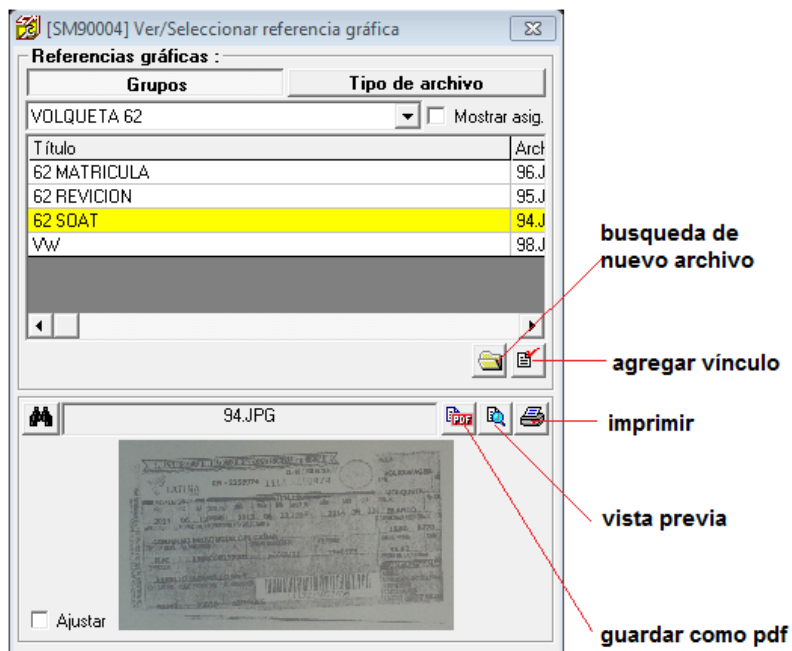 [SM90004] Ver/Seleccionar referencia gráfica
Referencias gráficas :
Grupos
Tipo de archivo
VOLQUETA 62
Mostrar asig.
Título
Arch
62 MATRICULA
96.J
62 REVICION
95.J
62 SOAT
94.J
VW
98.J
busqueda de
nuevo archivo
agregar vínculo
94.JPG
PDF
imprimir
LATINA
vista previa
Ajustar
guardar como pdf